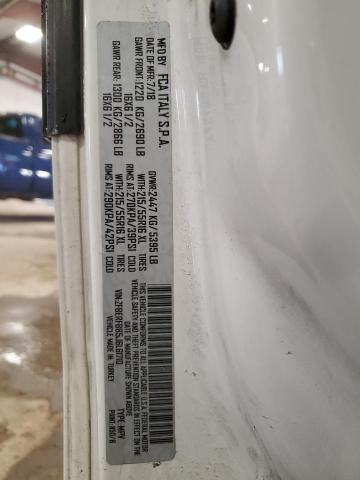 MFD BY FCA ITALY S.P.A.
DATE OF MFR: 7/18 GVWR: 2447 KG/5395 LB
GAWR FRONT: 1220 KG/2690 LB WITH: 215/55R16 XL TIRES
16X6 1/2 RIMS AT: 270KPA/39PSI COLD
GAWR REAR: 1300 KG/2866 LB WITH: 215/55R16 XL TIRES
16X6 1/2 RIMS AT: 290KPA/42PSI COLD
THIS VEHICLE CONFORMS TO ALL APPLICABLE U.S.A. FEDERAL MOTOR
VEHICLE SAFETY STANDARDS IN EFFECT ON THE
DATE OF MANUFACTURE SHOWN ABOVE.
TYPE: MPV
VEHICLE MADE IN: TURKEY